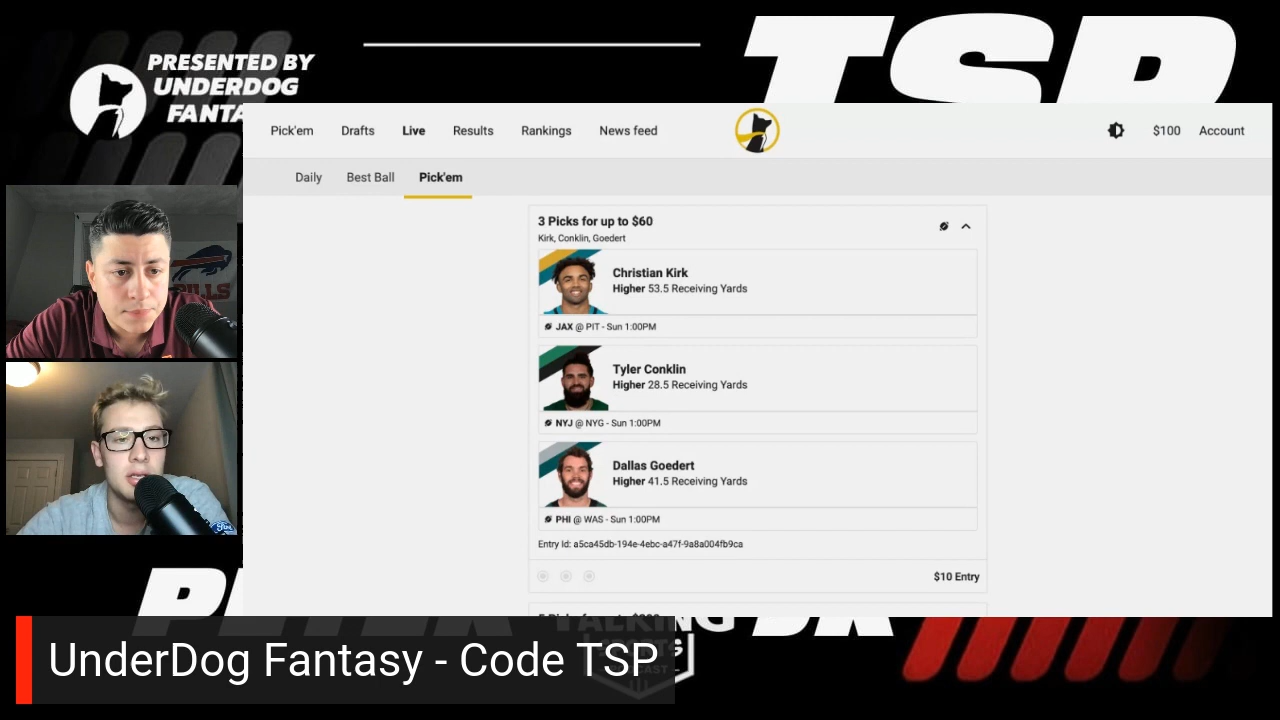 PRESENTED BY
UNDERDOG
TSP
Pick'em Drafts Live Results Rankings News feed $100 Account
Daily Best Ball Pick'em
3 Picks for up to $60
Kirk, Conklin, Goedert
Christian Kirk
Higher 53.5 Receiving Yards
JAX @ PIT - Sun 1:00PM
Tyler Conklin
Higher 28.5 Receiving Yards
NYJ @ NYG - Sun 1:00PM
Dallas Goedert
Higher 41.5 Receiving Yards
PHI @ WAS - Sun 1:00PM
Entry Id: a5ca45db-194e-4ebc-a47f-9a8a004fb9ca
$10 Entry
BILLS
Ford
UnderDog Fantasy - Code TSP